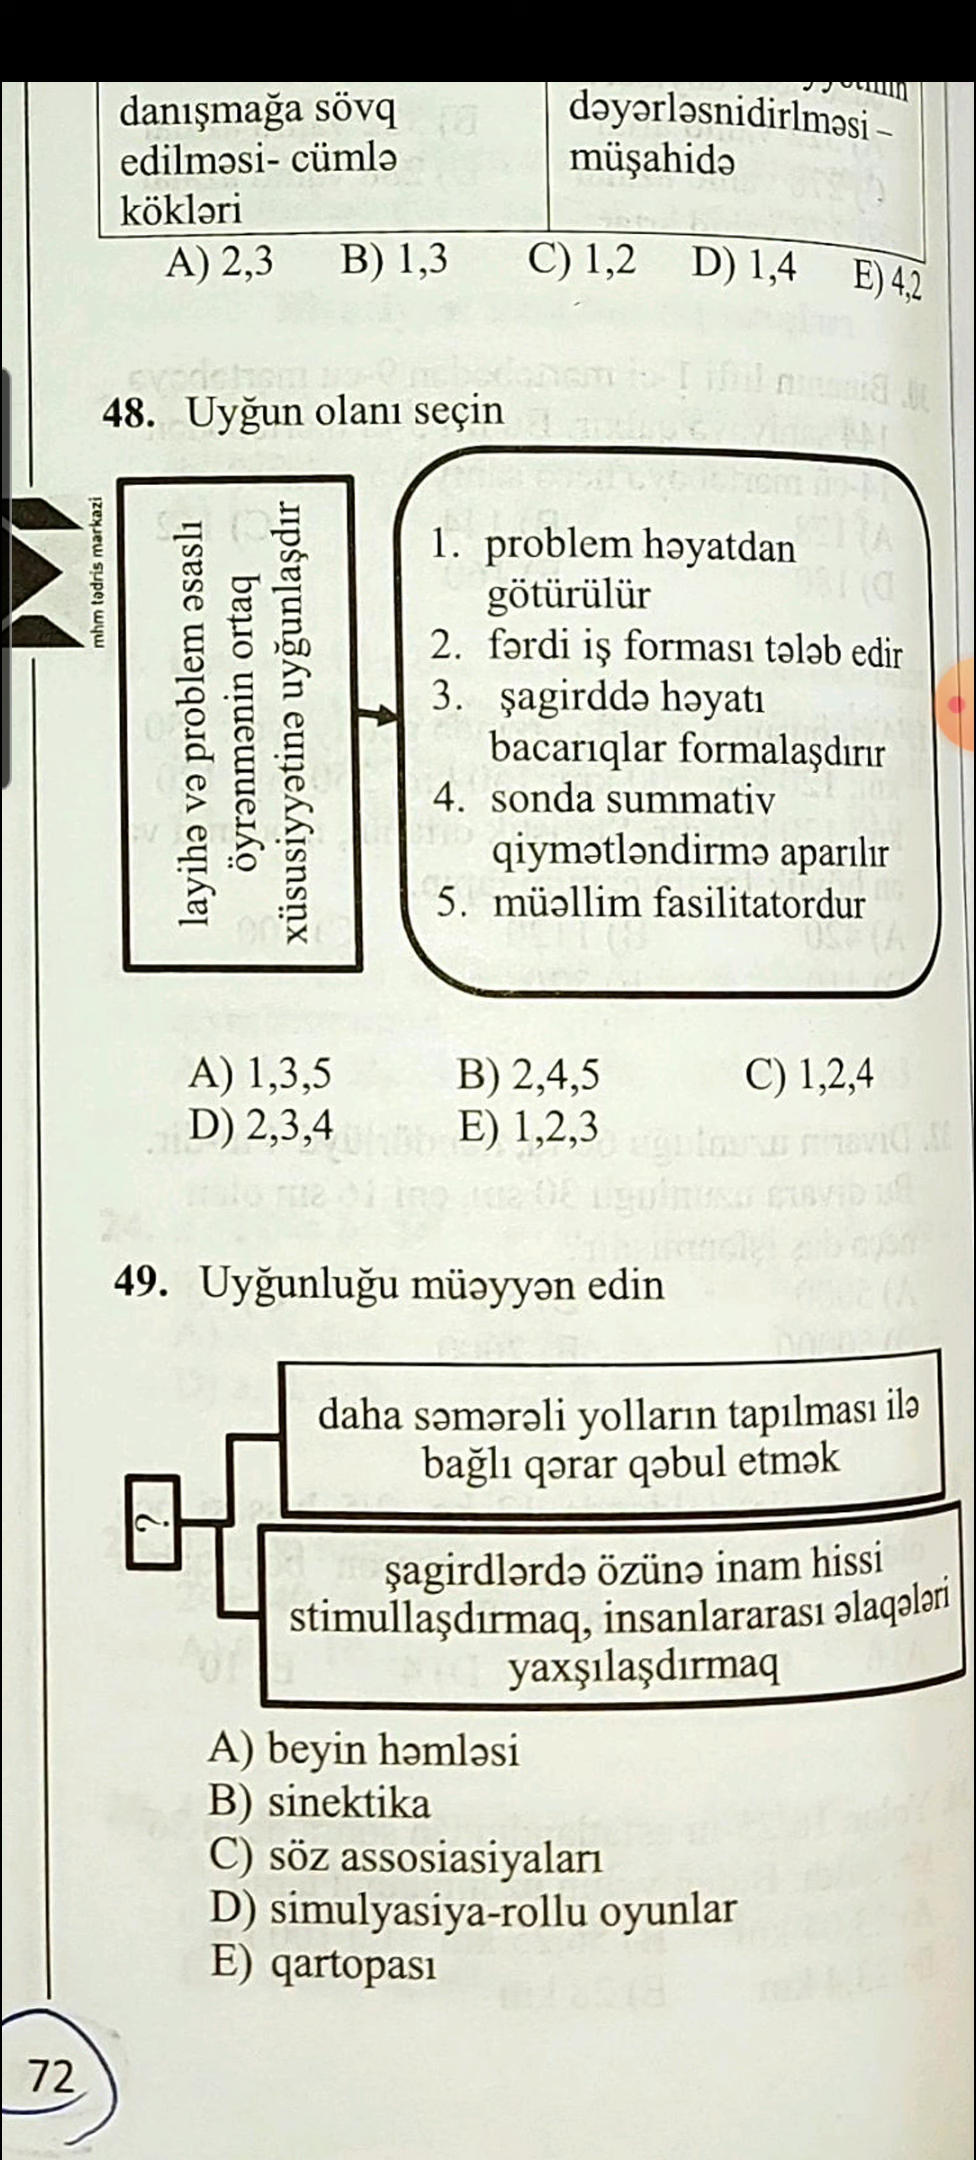 danışmağa sövq
edilməsi- cümlə
kökləri
dəyərləsnidirlməsi –
müşahidə
A) 2,3 B) 1,3 C) 1,2 D) 1,4 E) 4,2
48. Uyğun olanı seçin
mhm tədris mərkəzi
layihə və problem əsaslı
öyrənmənin ortaq
xüsusiyyətinə uyğunlaşdır
1. problem həyatdan
götürülür
2. fərdi iş forması tələb edir
3. şagirddə həyatı
bacarıqlar formalaşdırır
4. sonda summativ
qiymətləndirmə aparılır
5. müəllim fasilitatordur
A) 1,3,5 B) 2,4,5 C) 1,2,4
D) 2,3,4 E) 1,2,3
49. Uyğunluğu müəyyən edin
?
daha səmərəli yolların tapılması ilə
bağlı qərar qəbul etmək
şagirdlərdə özünə inam hissi
stimullaşdırmaq, insanlararası əlaqələri
yaxşılaşdırmaq
A) beyin həmləsi
B) sinektika
C) söz assosiasiyaları
D) simulyasiya-rollu oyunlar
E) qartopası
72